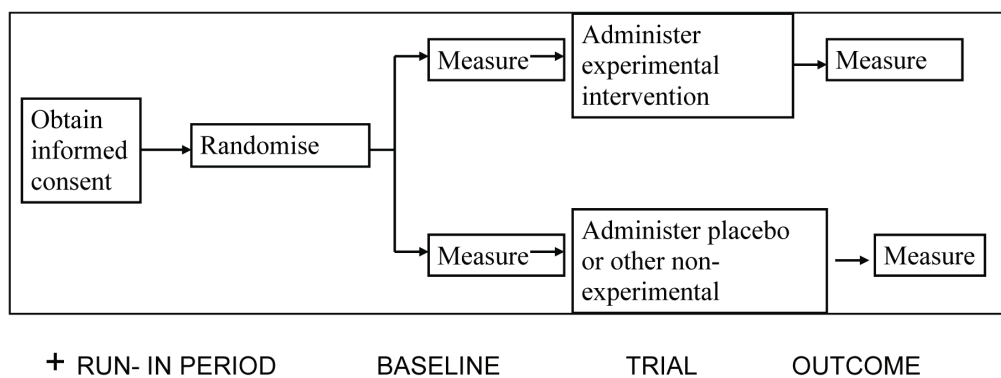 Obtain
informed
consent
Randomise
Measure
Administer
experimental
intervention
Measure
Measure
Administer placebo
or other non-
experimental
Measure
+ RUN- IN PERIOD
BASELINE
TRIAL
OUTCOME